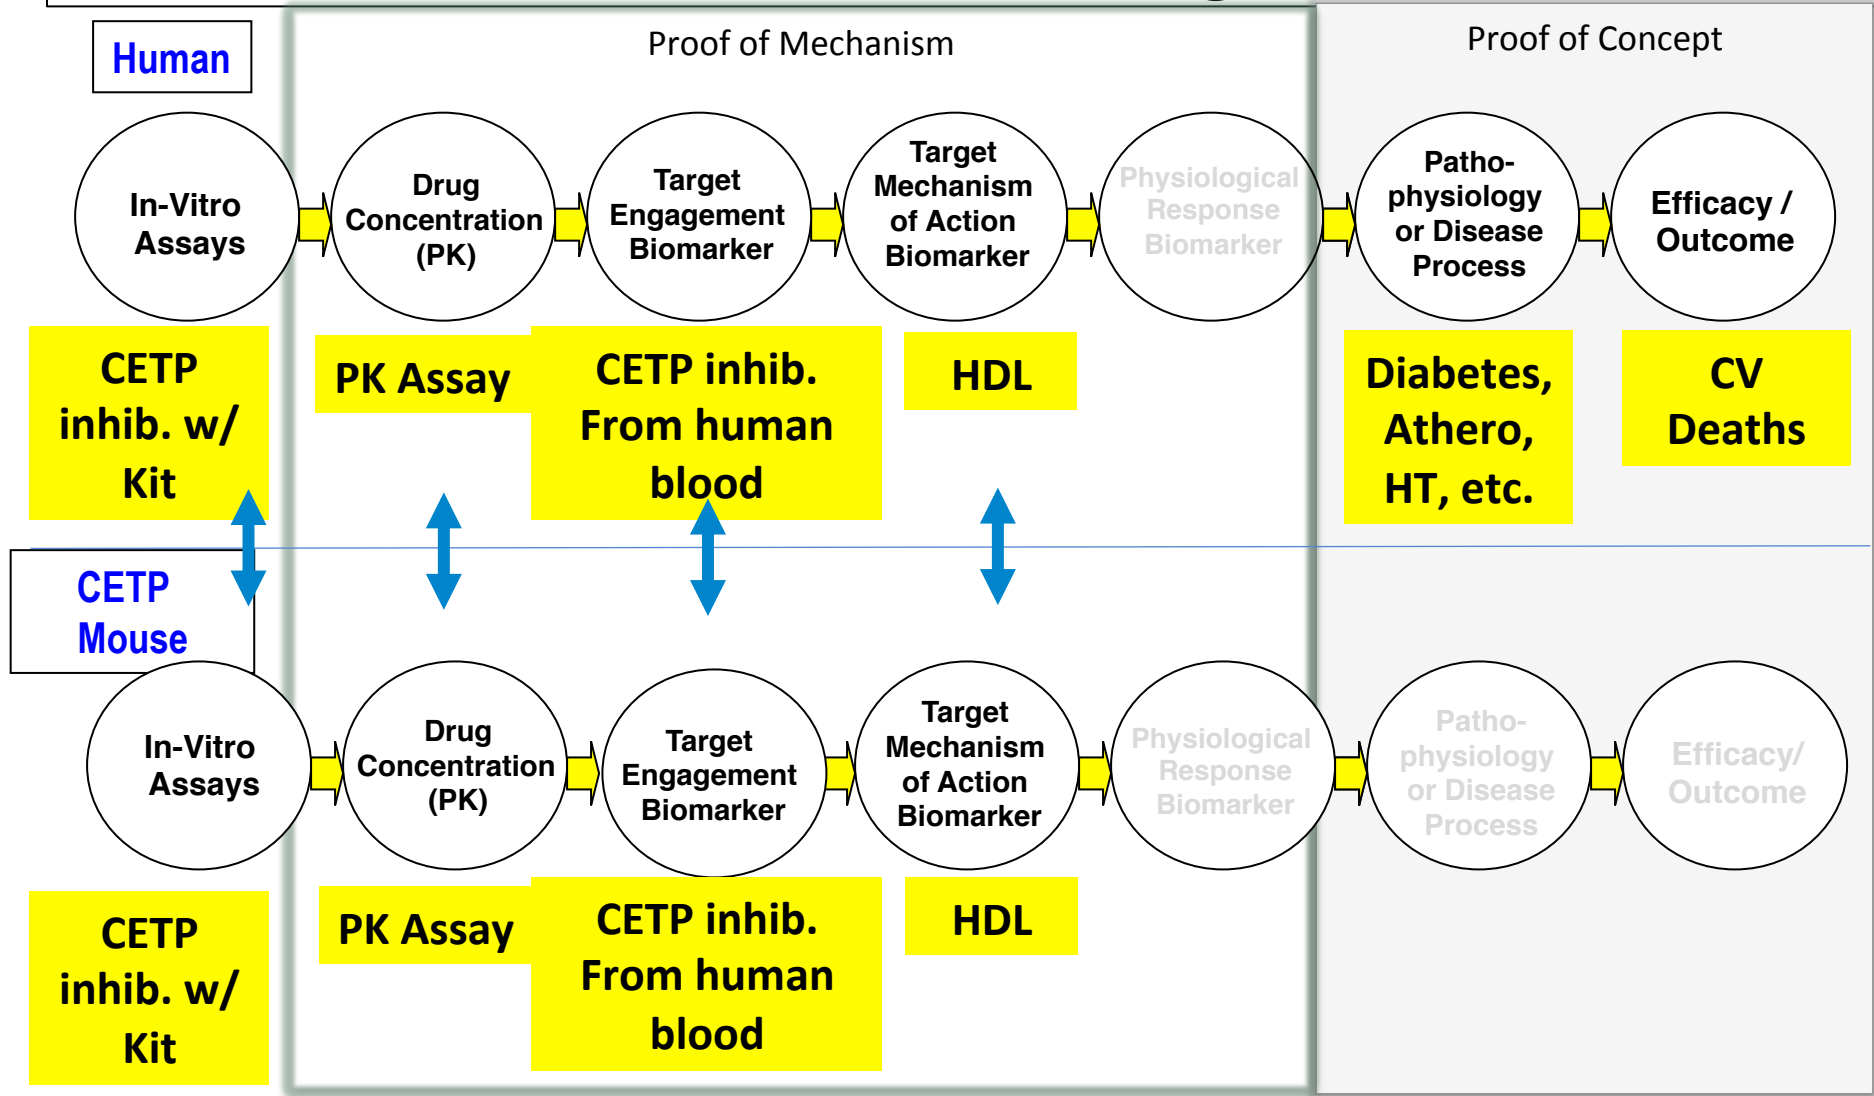 Human
Proof of Mechanism
Proof of Concept
In-Vitro
Assays
Drug
Concentration
(PK)
Target
Engagement
Biomarker
Target
Mechanism
of Action
Biomarker
Physiological
Response
Biomarker
Patho-
physiology
or Disease
Process
Efficacy /
Outcome
CETP
inhib. w/
Kit
PK Assay
CETP inhib.
From human
blood
HDL
Diabetes,
Athero,
HT, etc.
CV
Deaths
CETP
Mouse
In-Vitro
Assays
Drug
Concentration
(PK)
Target
Engagement
Biomarker
Target
Mechanism
of Action
Biomarker
Physiological
Response
Biomarker
Patho-
physiology
or Disease
Process
Efficacy/
Outcome
CETP
inhib. w/
Kit
PK Assay
CETP inhib.
From human
blood
HDL